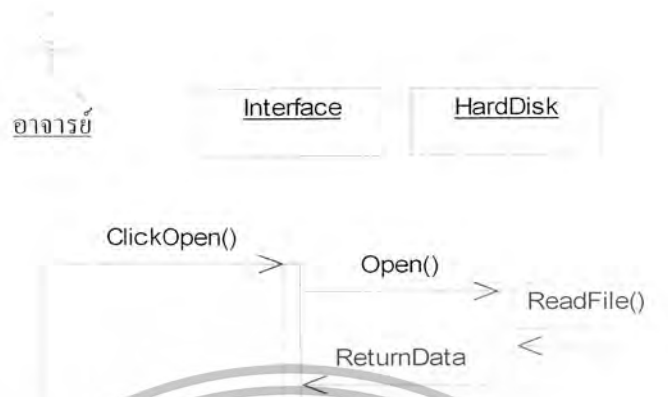 อาจารย์
Interface
HardDisk
ClickOpen()
Open()
ReadFile()
ReturnData